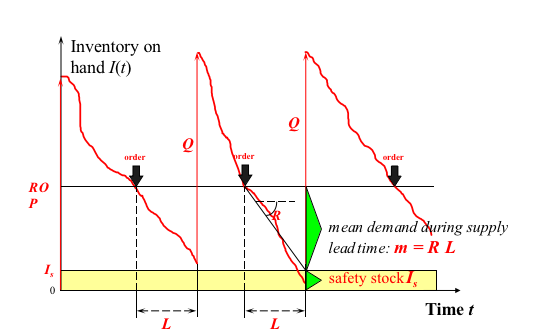 Inventory on
hand I(t)
Q
Q
order
order
order
RO
P
R
mean demand during supply
lead time: m = R L
Is
safety stock Is
0
Time t
L
L